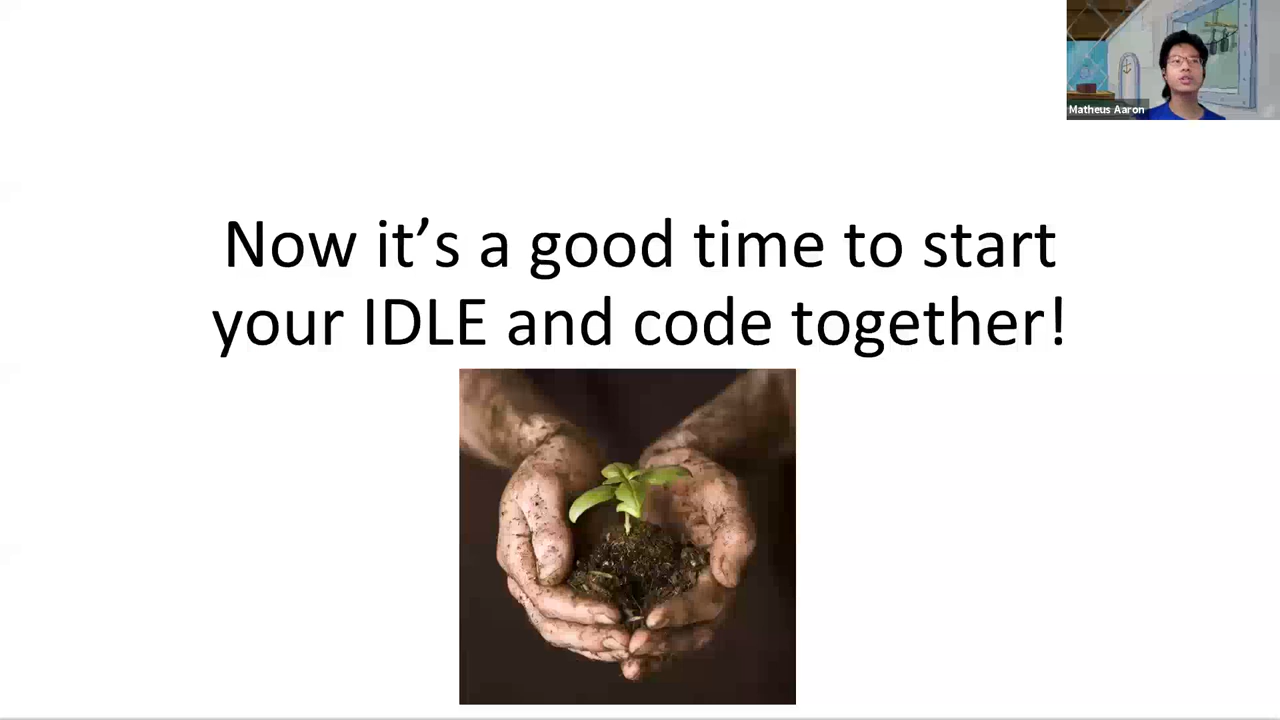 Matheus Aaron
Now it’s a good time to start
your IDLE and code together!